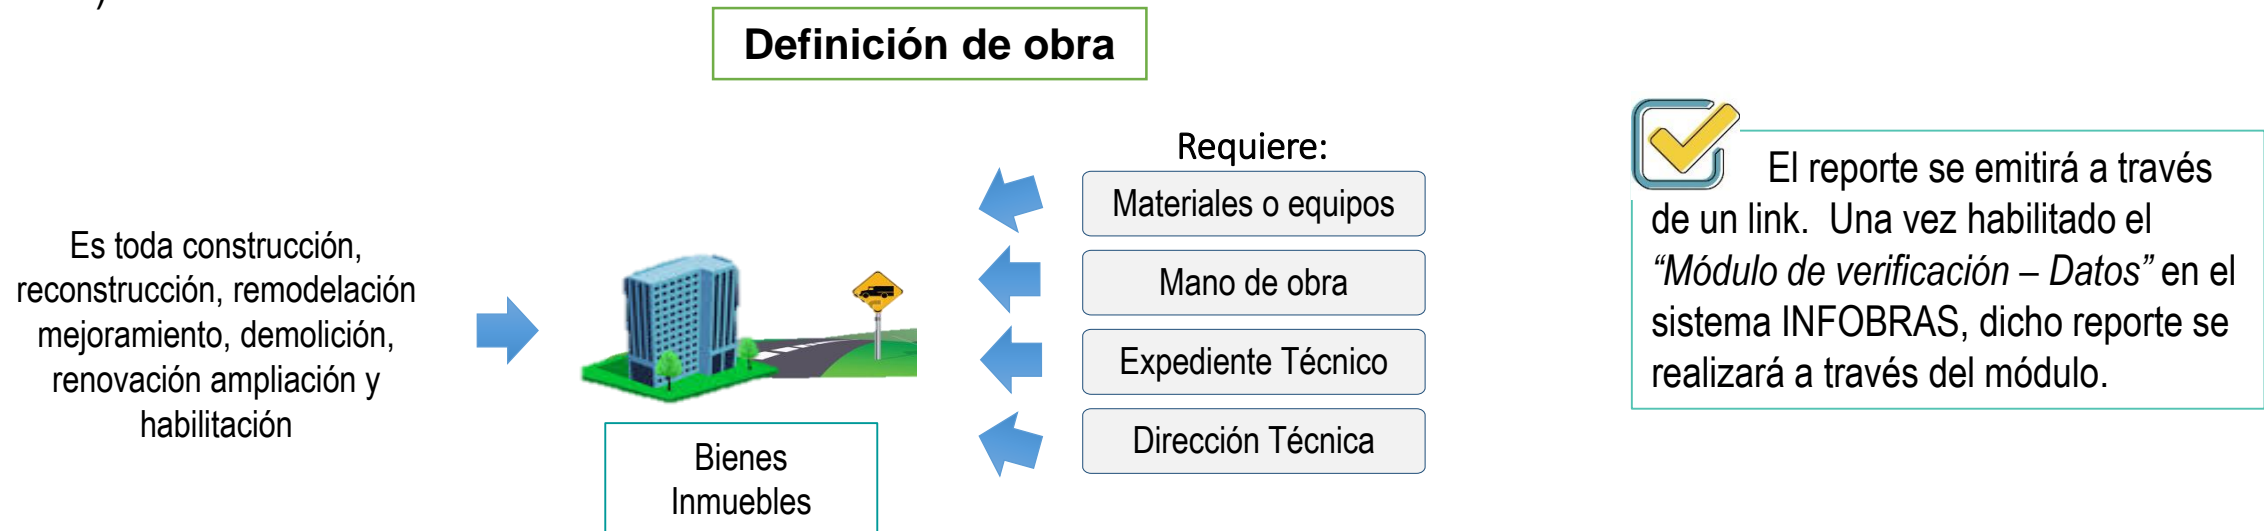 )
Definición de obra
Es toda construcción,
reconstrucción, remodelación
mejoramiento, demolición,
renovación ampliación y
habilitación
Bienes
Inmuebles
Requiere:
Materiales o equipos
Mano de obra
Expediente Técnico
Dirección Técnica
El reporte se emitirá a través
de un link.  Una vez habilitado el
“Módulo de verificación – Datos” en el
sistema INFOBRAS, dicho reporte se
realizará a través del módulo.